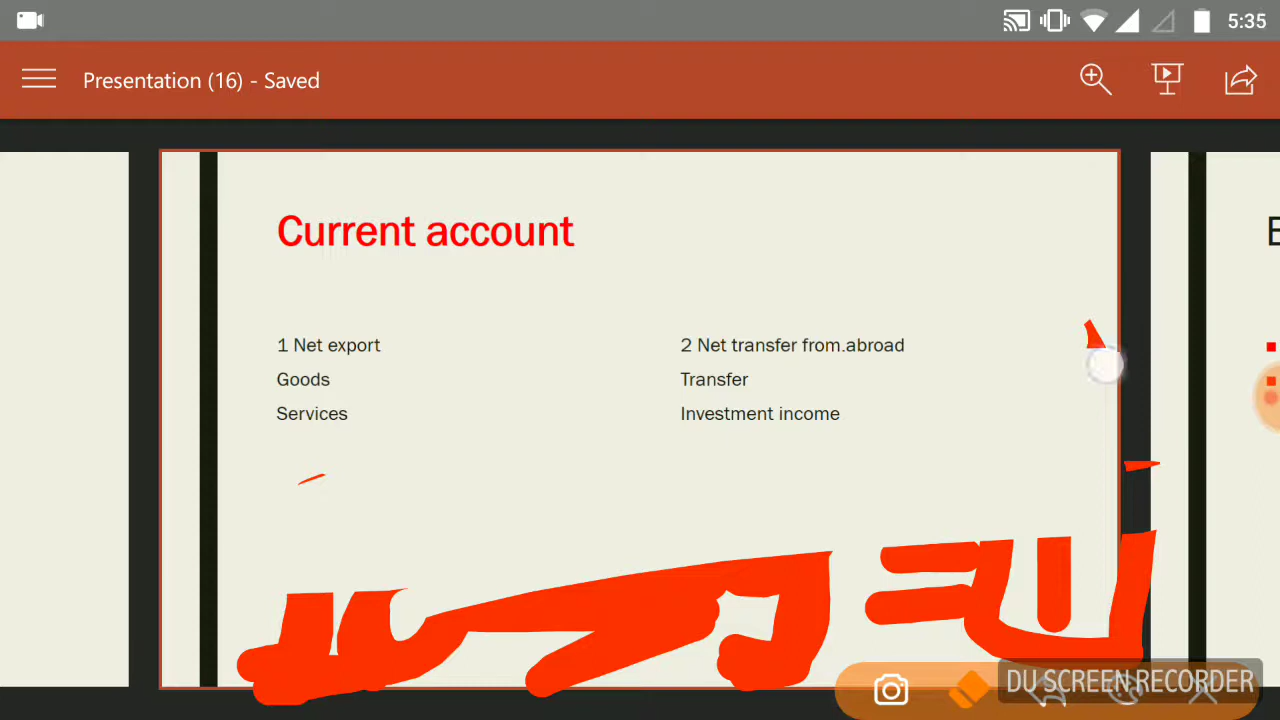 5:35
Presentation (16) - Saved
Current account
1 Net export
Goods
Services
2 Net transfer from.abroad
Transfer
Investment income
DU SCREEN RECORDER